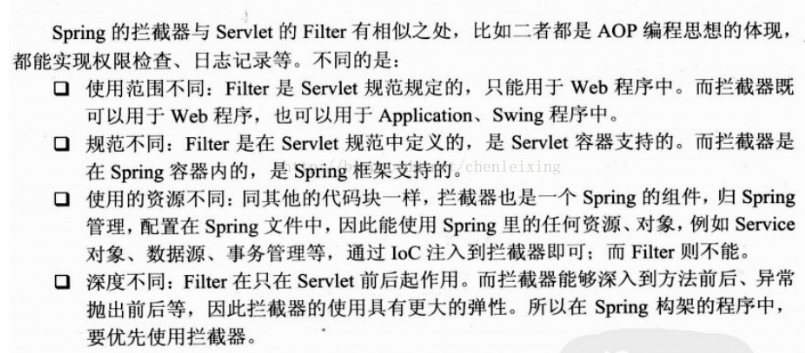 Spring 的拦截器与 Servlet 的 Filter 有相似之处，比如二者都是 AOP 编程思想的体现，
都能实现权限检查、日志记录等。不同的是：
❑ 使用范围不同：Filter 是 Servlet 规范规定的，只能用于 Web 程序中。而拦截器既
可以用于 Web 程序，也可以用于 Application、Swing 程序中。
❑ 规范不同：Filter 是在 Servlet 规范中定义的，是 Servlet 容器支持的。而拦截器是
在 Spring 容器内的，是 Spring 框架支持的。
/chenleixing
❑ 使用的资源不同：同其他的代码块一样，拦截器也是一个 Spring 的组件，归 Spring
管理，配置在 Spring 文件中，因此能使用 Spring 里的任何资源、对象，例如 Service
对象、数据源、事务管理等，通过 IoC 注入到拦截器即可；而 Filter 则不能。
❑ 深度不同：Filter 在只在 Servlet 前后起作用。而拦截器能够深入到方法前后、异常
抛出前后等，因此拦截器的使用具有更大的弹性。所以在 Spring 构架的程序中，
要优先使用拦截器。